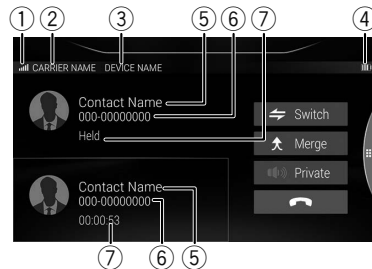 ① ② ③ ⑤ ⑥ ⑦ ④
CARRIER NAME DEVICE NAME
Contact Name
000-00000000
Held
Switch
Merge
Private
Contact Name
000-00000000
00:00:53
⑦ ⑥ ⑤